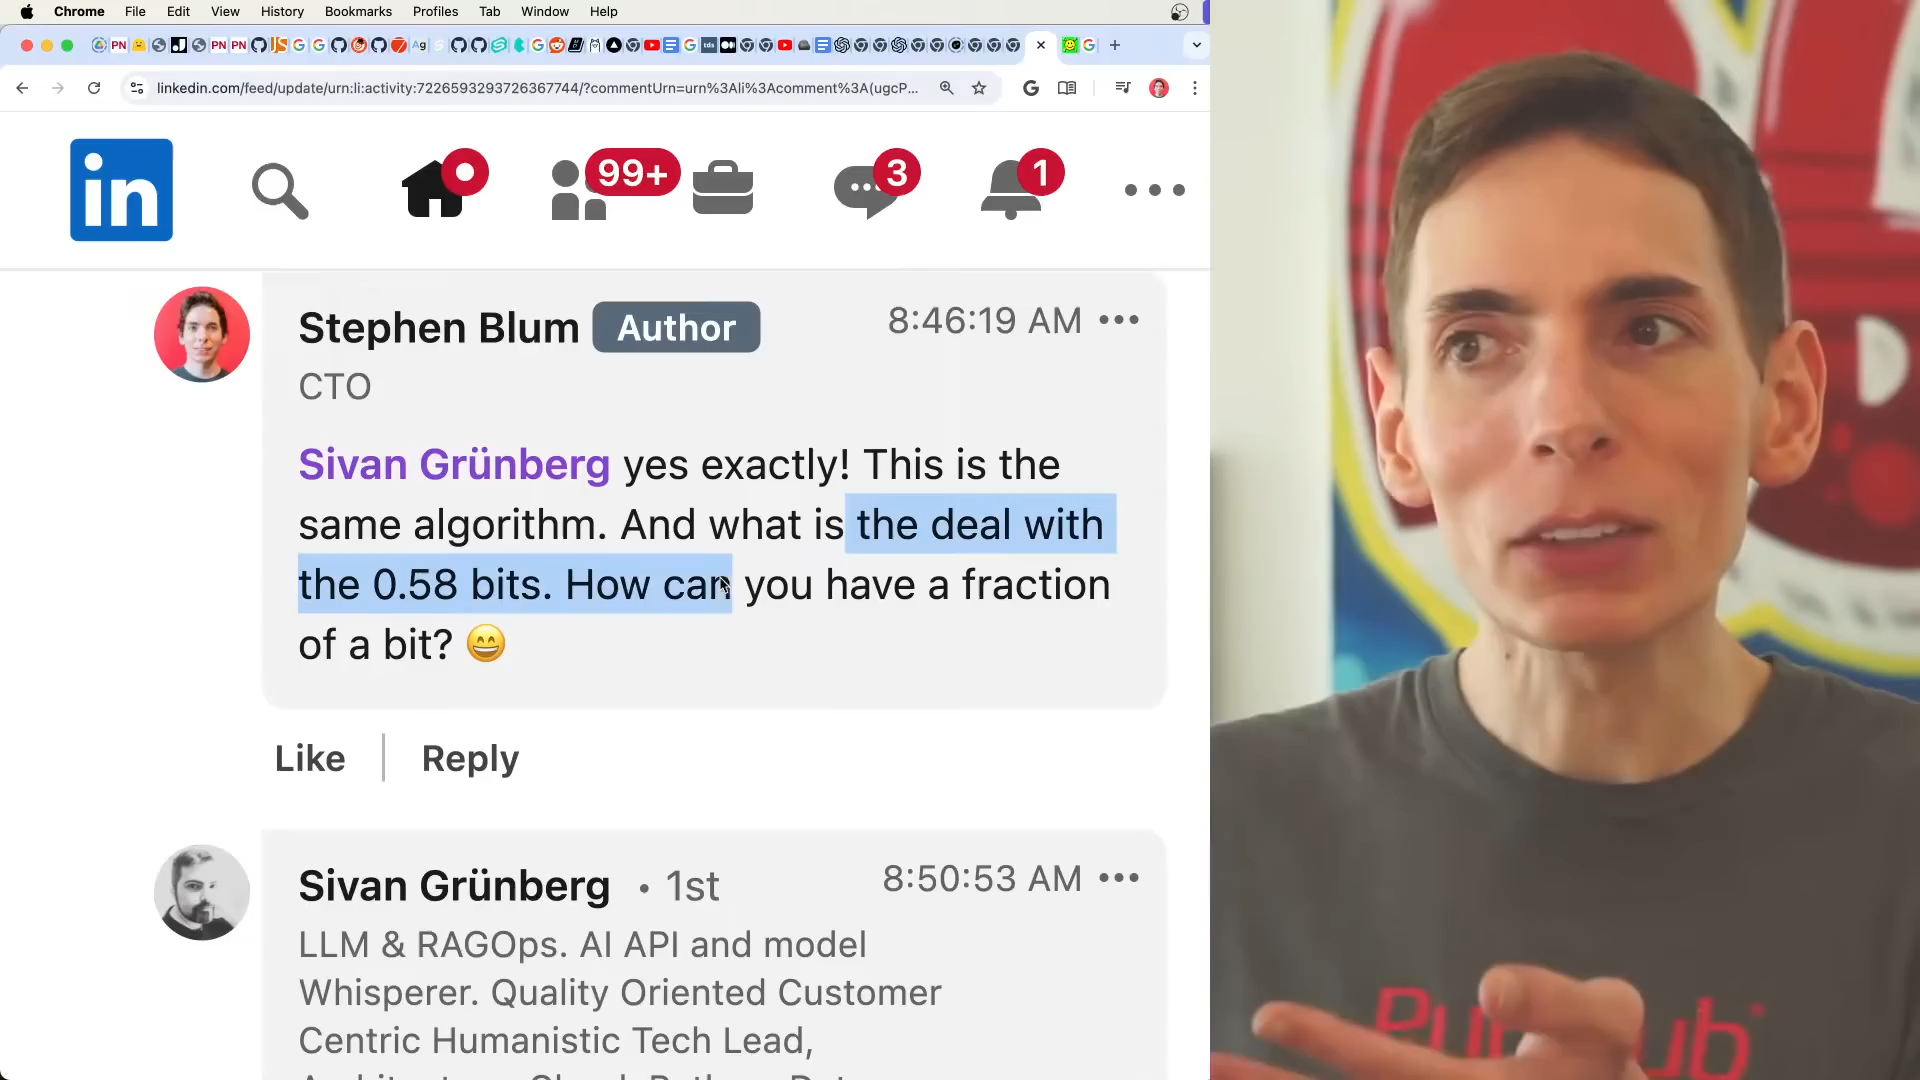 Chrome File Edit View History Bookmarks Profiles Tab Window Help
linkedin.com/feed/update/urn:li:activity:7226593293726367744/?commentUrn=urn%3Ali%3Acomment%3A(ugcP...
in 99+ 3 1
Stephen Blum Author 8:46:19 AM
CTO
Sivan Grünberg yes exactly! This is the
same algorithm. And what is the deal with
the 0.58 bits. How can you have a fraction
of a bit? 😄
Like Reply
Sivan Grünberg • 1st 8:50:53 AM
LLM & RAGOps. AI API and model
Whisperer. Quality Oriented Customer
Centric Humanistic Tech Lead,